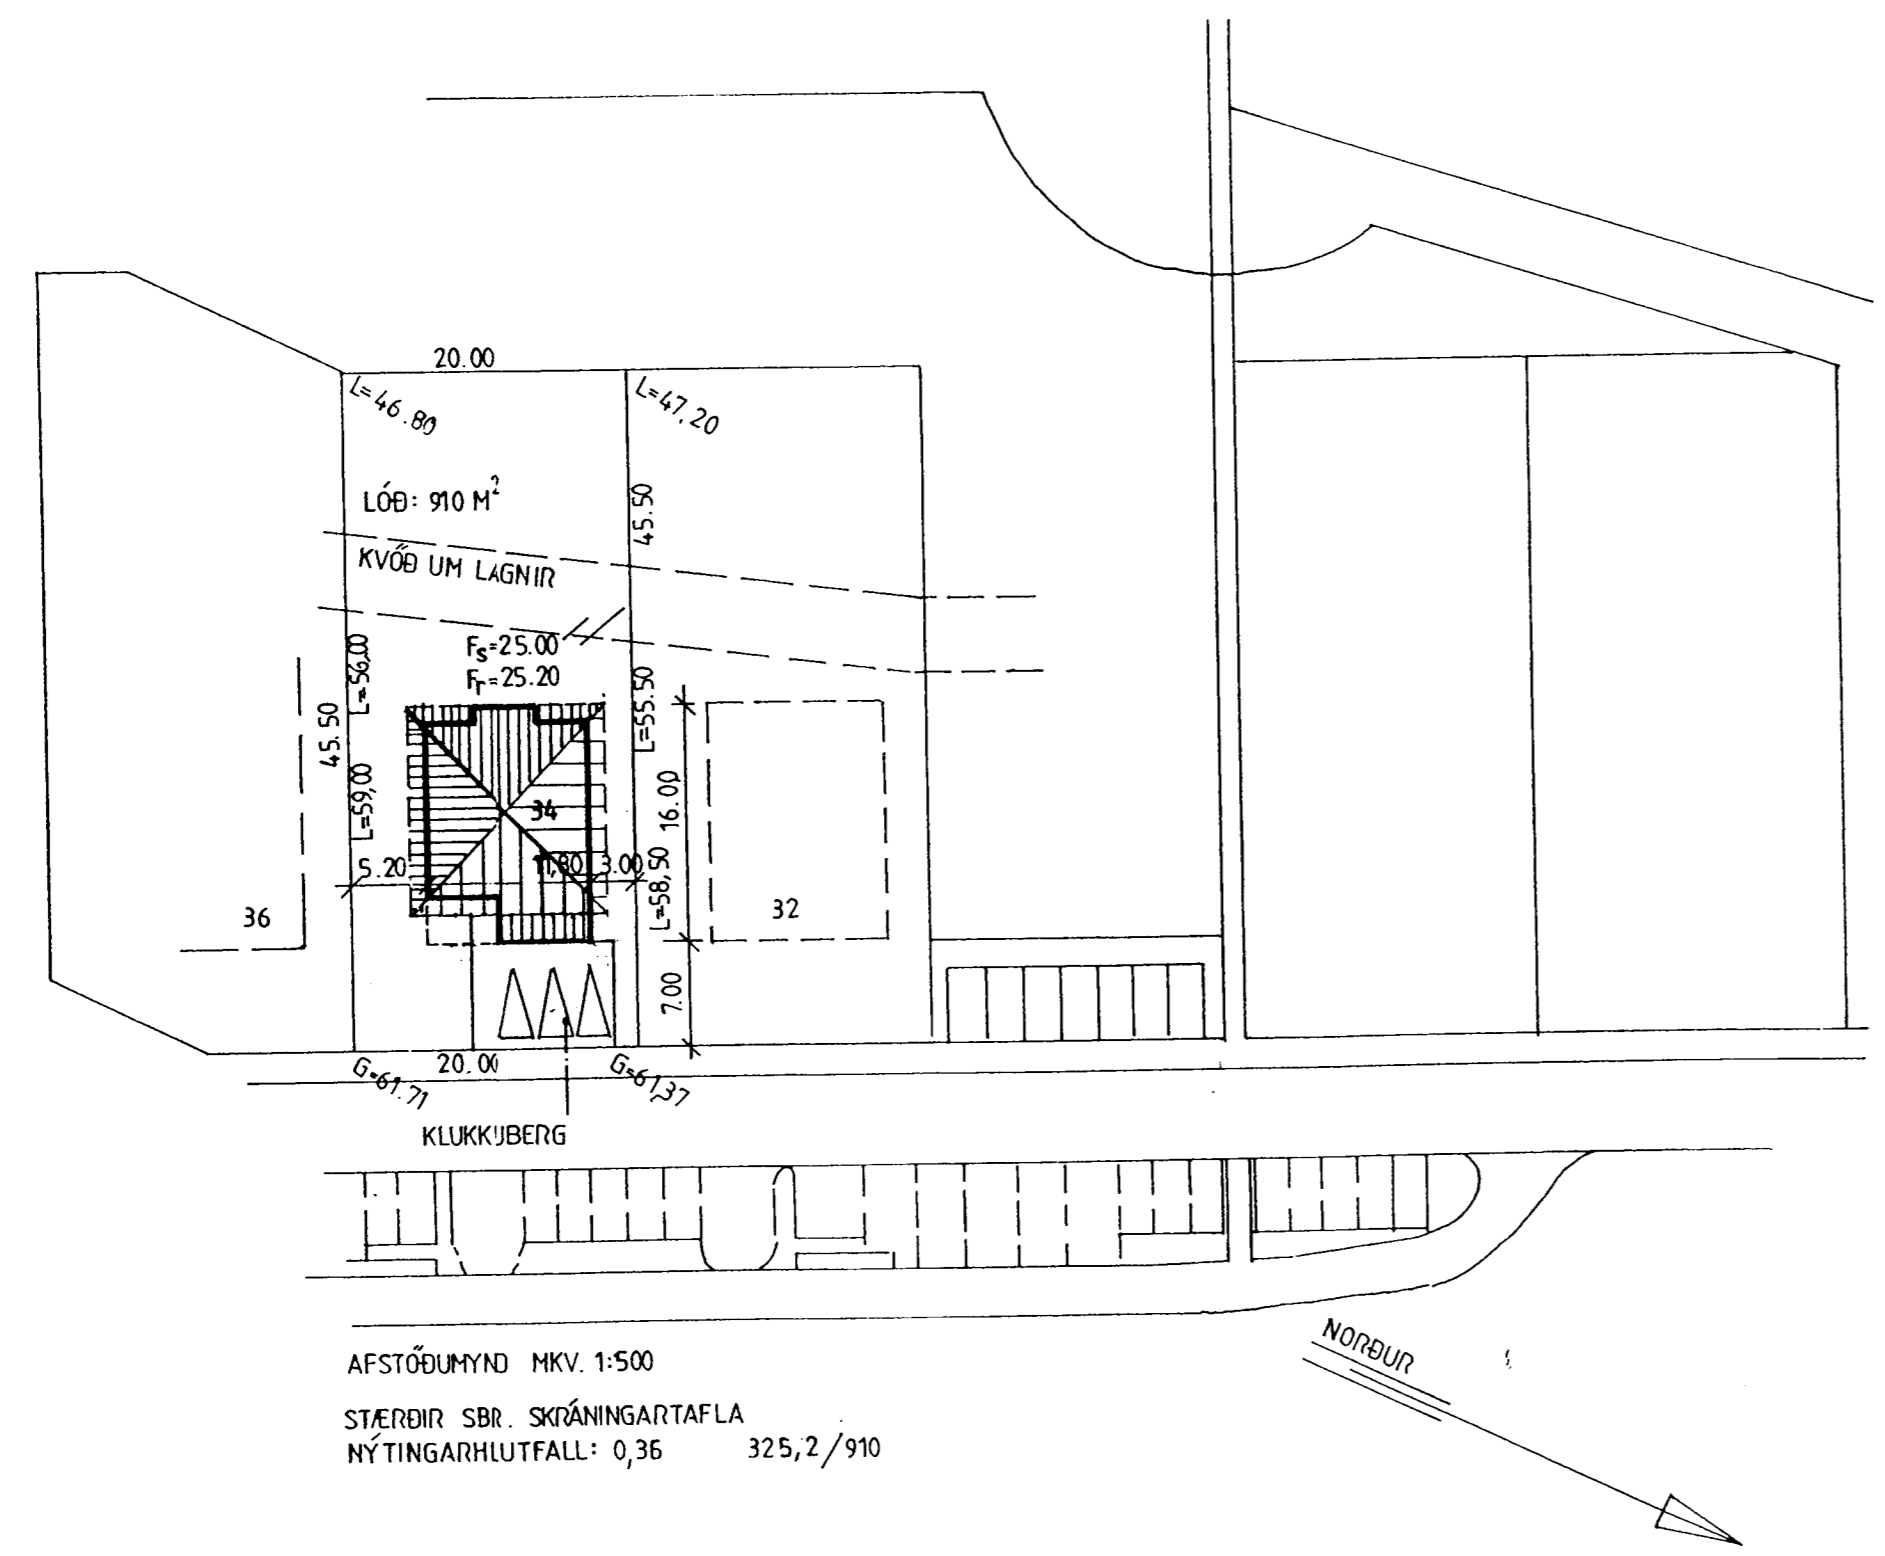 20.00
L=46.80
L=47.20
LÓÐ: 910 M²
45.50
KVÖÐ UM LAGNIR
Fs=25.00
Fr=25.20
L=56,00
L=55.50
45.50
L=59,00
16.00
34
5.20
11,80
3.00
L=58,50
36
32
7.00
20.00
G=61.71
G=61,37
KLUKKUBERG
AFSTÖÐUMYND MKV. 1:500
NORÐUR
STÆRÐIR SBR. SKRÁNINGARTAFLA
NÝTINGARHLUTFALL: 0,36 325,2/910